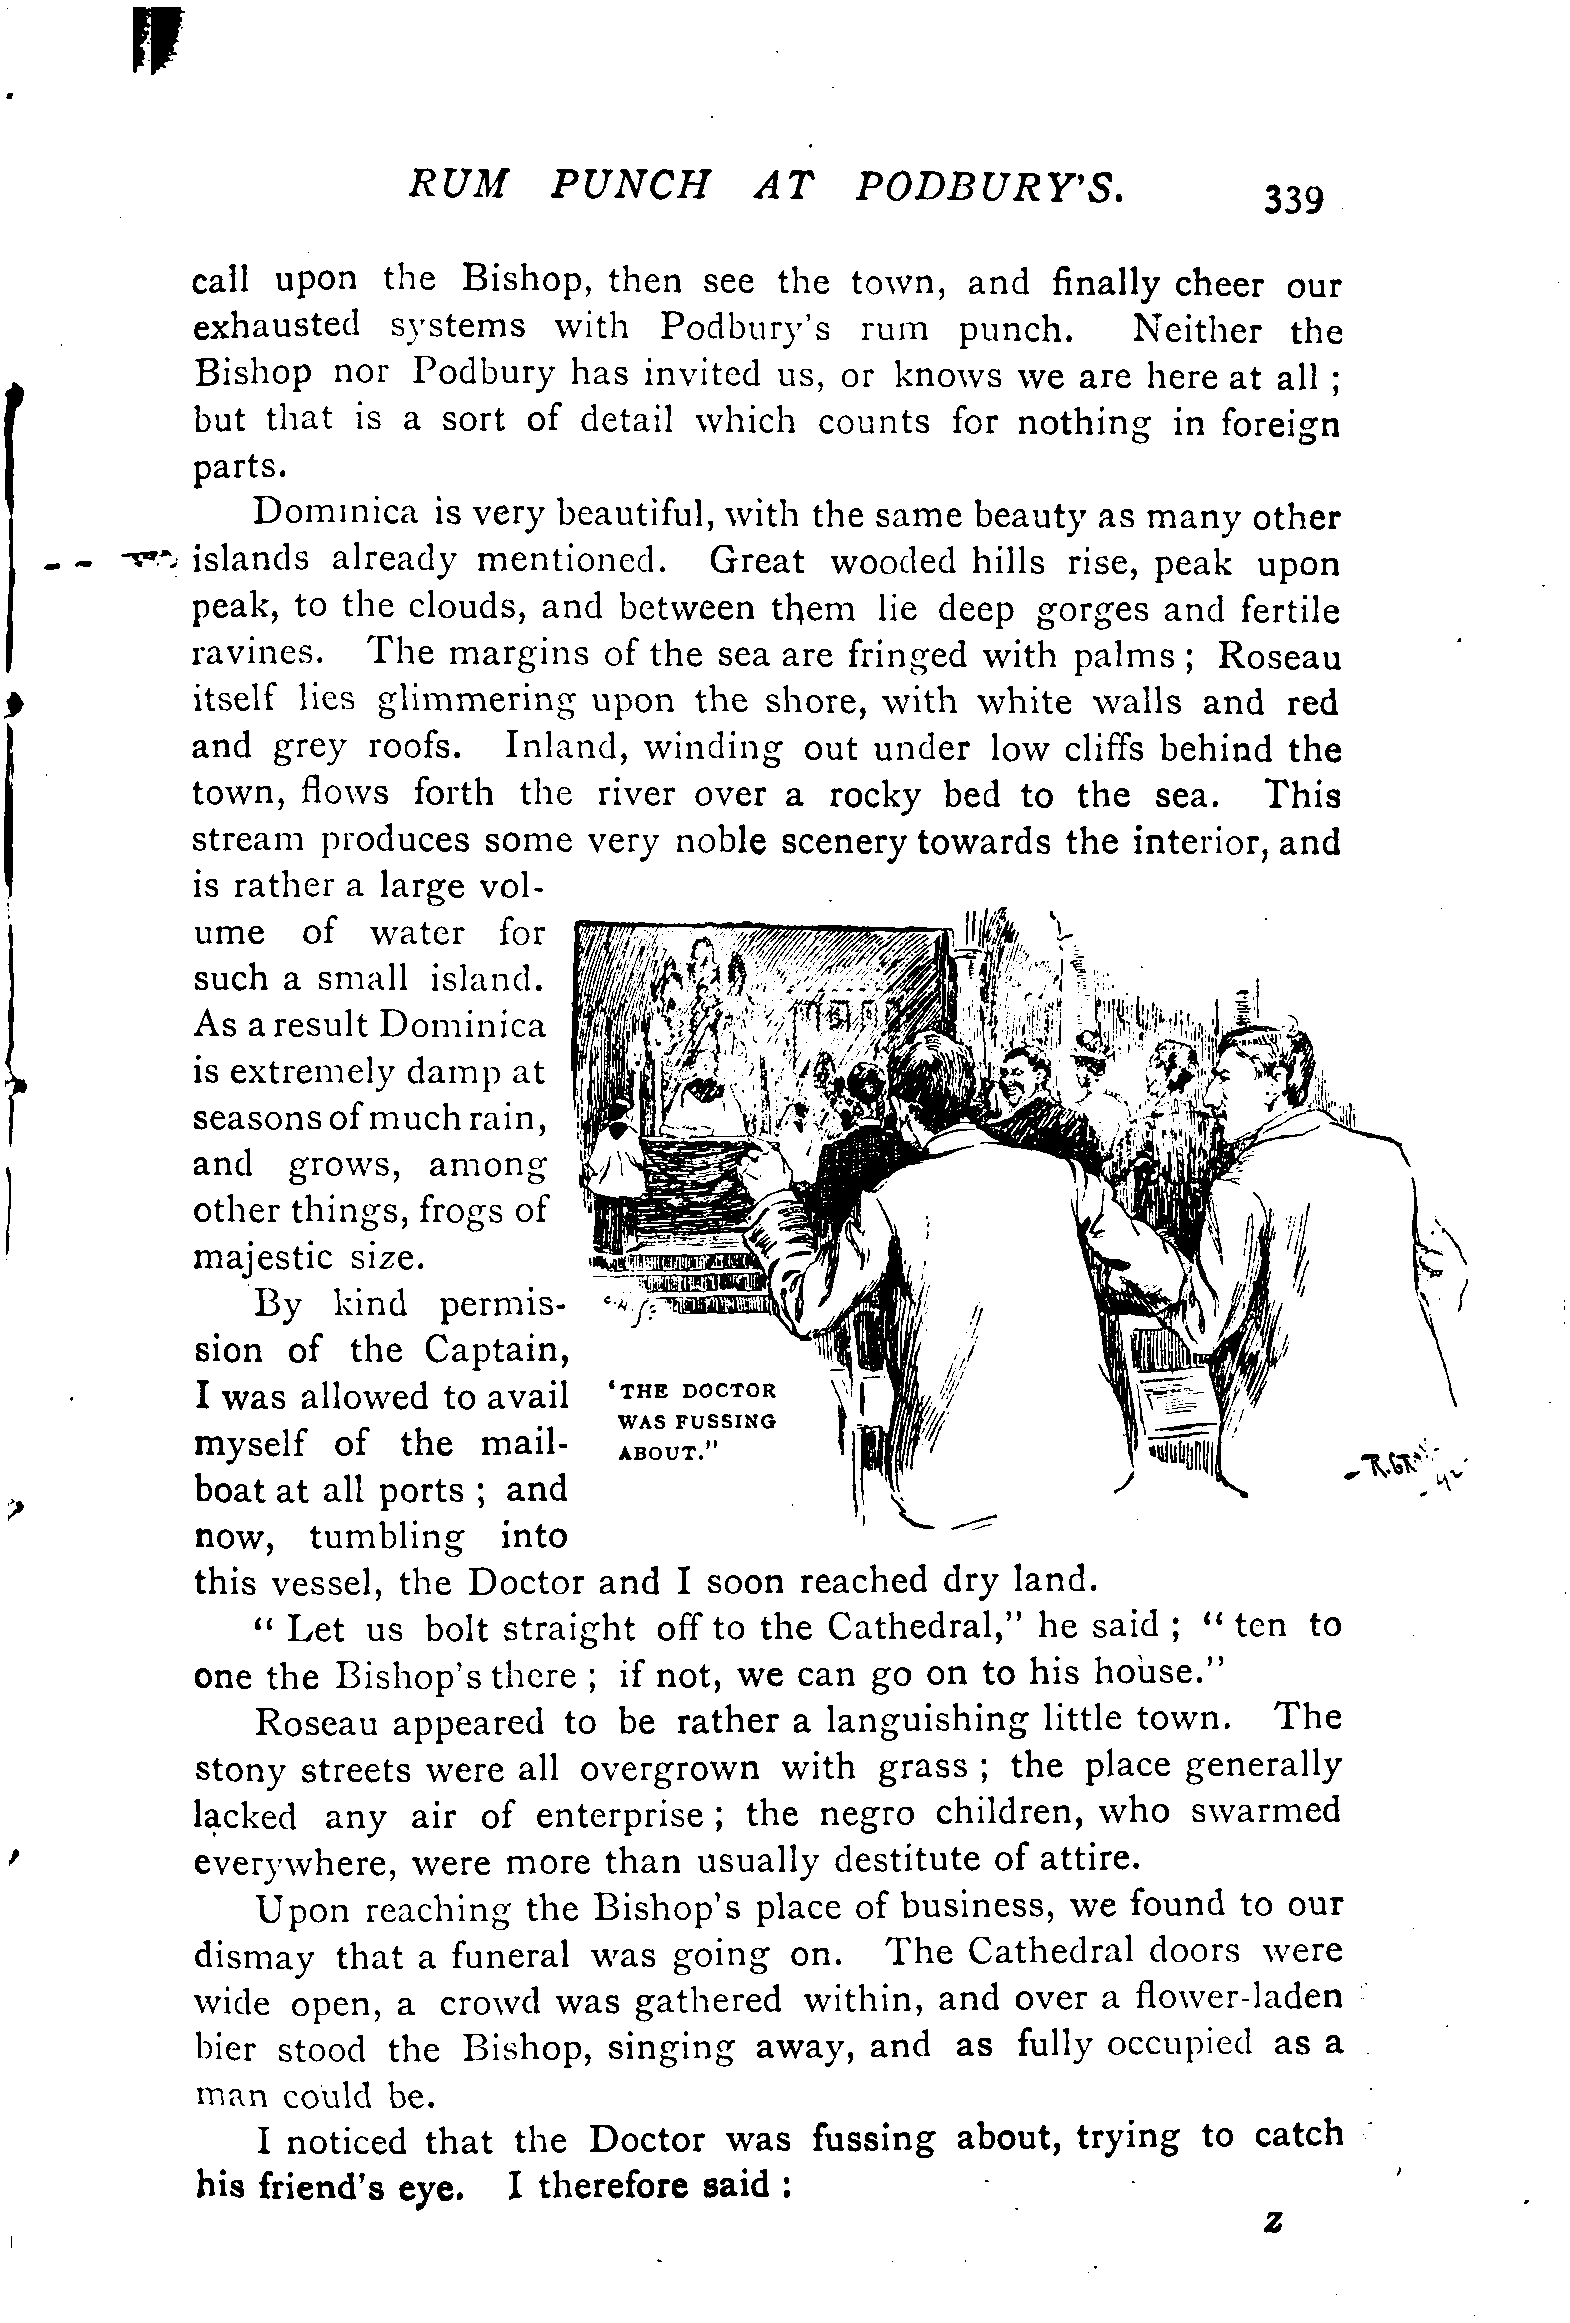 RUM PUNCH AT PODBURY'S. 339
call upon the Bishop, then see the town, and finally cheer our
exhausted systems with Podbury's rum punch. Neither the
Bishop nor Podbury has invited us, or knows we are here at all ;
but that is a sort of detail which counts for nothing in foreign
parts.
Dominica is very beautiful, with the same beauty as many other
islands already mentioned. Great wooded hills rise, peak upon
peak, to the clouds, and between them lie deep gorges and fertile
ravines. The margins of the sea are fringed with palms ; Roseau
itself lies glimmering upon the shore, with white walls and red
and grey roofs. Inland, winding out under low cliffs behind the
town, flows forth the river over a rocky bed to the sea. This
stream produces some very noble scenery towards the interior, and
is rather a large vol-
ume of water for
such a small island.
As a result Dominica
is extremely damp at
seasons of much rain,
and grows, among
other things, frogs of
majestic size.
By kind permis-
sion of the Captain,
I was allowed to avail
myself of the mail-
boat at all ports ; and
now, tumbling into
this vessel, the Doctor and I soon reached dry land.
'THE DOCTOR
WAS FUSSING
ABOUT."
" Let us bolt straight off to the Cathedral," he said ; " ten to
one the Bishop's there ; if not, we can go on to his house."
Roseau appeared to be rather a languishing little town. The
stony streets were all overgrown with grass ; the place generally
lacked any air of enterprise ; the negro children, who swarmed
everywhere, were more than usually destitute of attire.
Upon reaching the Bishop's place of business, we found to our
dismay that a funeral was going on. The Cathedral doors were
wide open, a crowd was gathered within, and over a flower-laden
bier stood the Bishop, singing away, and as fully occupied as a
man could be.
I noticed that the Doctor was fussing about, trying to catch
his friend's eye. I therefore said :
Z